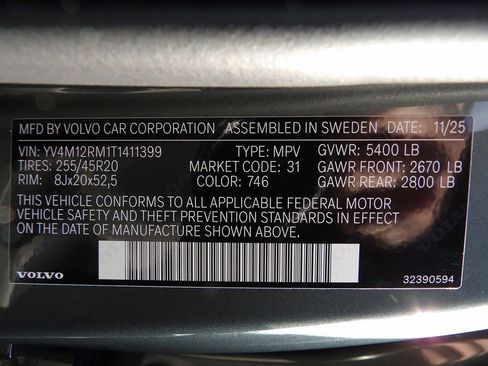 MFD BY VOLVO CAR CORPORATION ASSEMBLED IN SWEDEN DATE: 11/25
VIN: YV4M12RM1T1411399 TYPE: MPV GVWR: 5400 LB
TIRES: 255/45R20 MARKET CODE: 31 GAWR FRONT: 2670 LB
RIM: 8Jx20x52,5 COLOR: 746 GAWR REAR: 2800 LB
THIS VEHICLE CONFORMS TO ALL APPLICABLE FEDERAL MOTOR
VEHICLE SAFETY AND THEFT PREVENTION STANDARDS IN EFFECT
ON THE DATE OF MANUFACTURE SHOWN ABOVE.
VOLVO 32390594